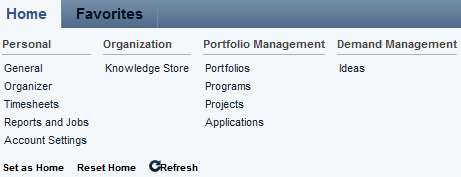 Home Favorites
Personal Organization Portfolio Management Demand Management
General Knowledge Store Portfolios Ideas
Organizer Programs
Timesheets Projects
Reports and Jobs Applications
Account Settings
Set as Home Reset Home Refresh